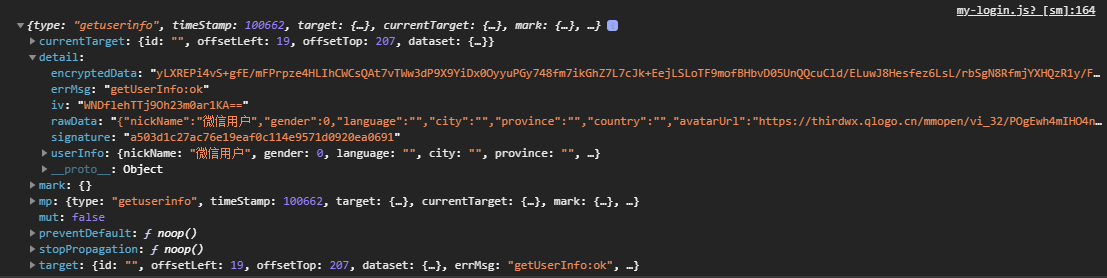 my-login.js? [sm]:164
{type: "getuserinfo", timeStamp: 100662, target: {…}, currentTarget: {…}, mark: {…}, …}
currentTarget: {id: "", offsetLeft: 19, offsetTop: 207, dataset: {…}}
detail:
encryptedData: "yLXREPi4vS+gfE/mFPrpze4HLIhCWCsQAt7vTWw3dP9X9YiDx0OyyuPGy748fm7ikGhZ7L7cJk+EejLSLoTF9mofBHbvD05UnQQcuCld/ELuwJ8Hesfez6LsL/rbSgN8RfmjYXHQzR1y/F…
errMsg: "getUserInfo:ok"
iv: "WNDflehTTj9Oh23m0ar1KA=="
rawData: "{"nickName":"微信用户","gender":0,"language":"","city":"","province":"","country":"","avatarUrl":"https://thirdwx.qlogo.cn/mmopen/vi_32/POgEwh4mIHO4n…
signature: "a503d1c27ac76e19eaf0c114e9571d0920ea0691"
userInfo: {nickName: "微信用户", gender: 0, language: "", city: "", province: "", …}
__proto__: Object
mark: {}
mp: {type: "getuserinfo", timeStamp: 100662, target: {…}, currentTarget: {…}, mark: {…}, …}
mut: false
preventDefault: ƒ noop()
stopPropagation: ƒ noop()
target: {id: "", offsetLeft: 19, offsetTop: 207, dataset: {…}, errMsg: "getUserInfo:ok", …}